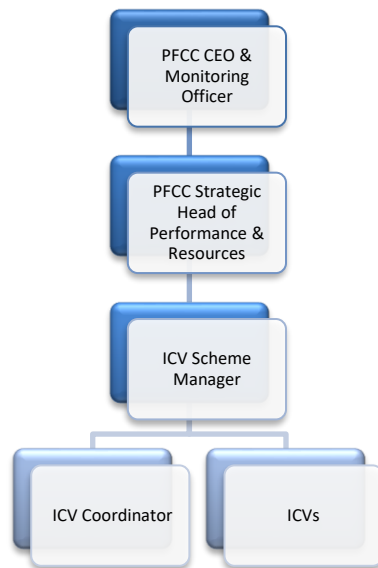 PFCC CEO &
Monitoring
Officer
PFCC Strategic
Head of
Performance &
Resources
ICV Scheme
Manager
ICV Coordinator
ICVs